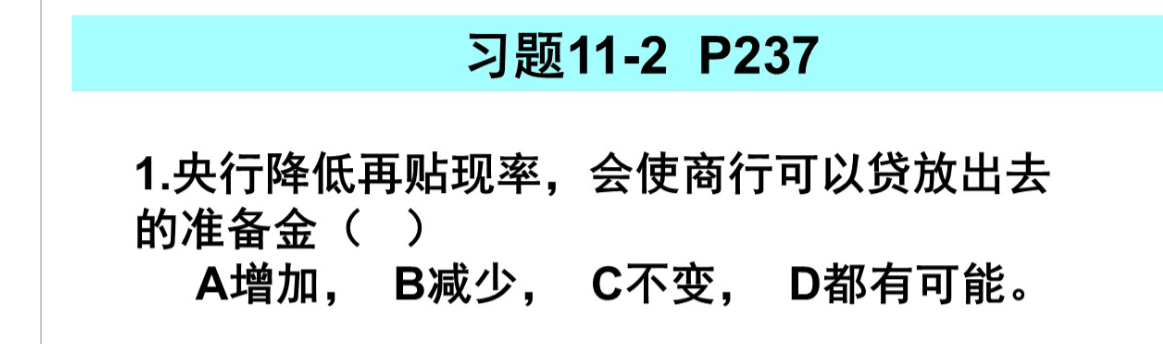 习题11-2 P237
1.央行降低再贴现率，会使商行可以贷放出去
的准备金（ ）
A增加， B减少， C不变， D都有可能。